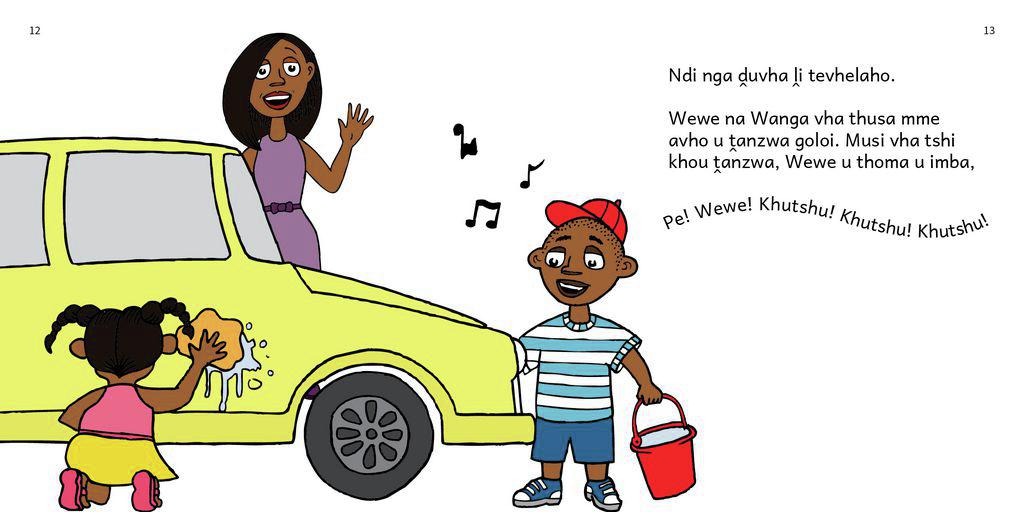 12
13
Ndi nga ḓuvha ḽi tevhelaho.
Wewe na Wanga vha thusa mme
avho u ṱanzwa goloi. Musi vha tshi
khou ṱanzwa, Wewe u thoma u imba,
Pe! Wewe! Khutshu! Khutshu! Khutshu!